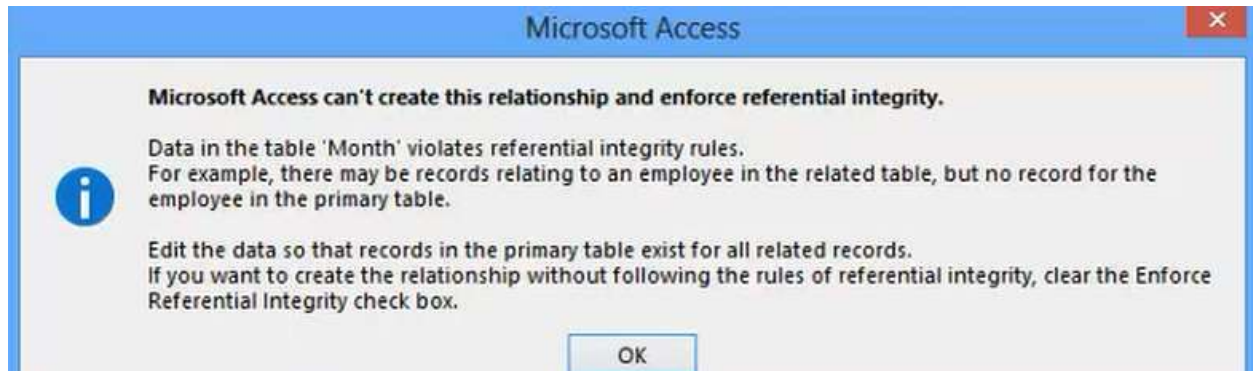 Microsoft Access
Microsoft Access can't create this relationship and enforce referential integrity.
Data in the table 'Month' violates referential integrity rules.
For example, there may be records relating to an employee in the related table, but no record for the
employee in the primary table.
Edit the data so that records in the primary table exist for all related records.
If you want to create the relationship without following the rules of referential integrity, clear the Enforce
Referential Integrity check box.
OK